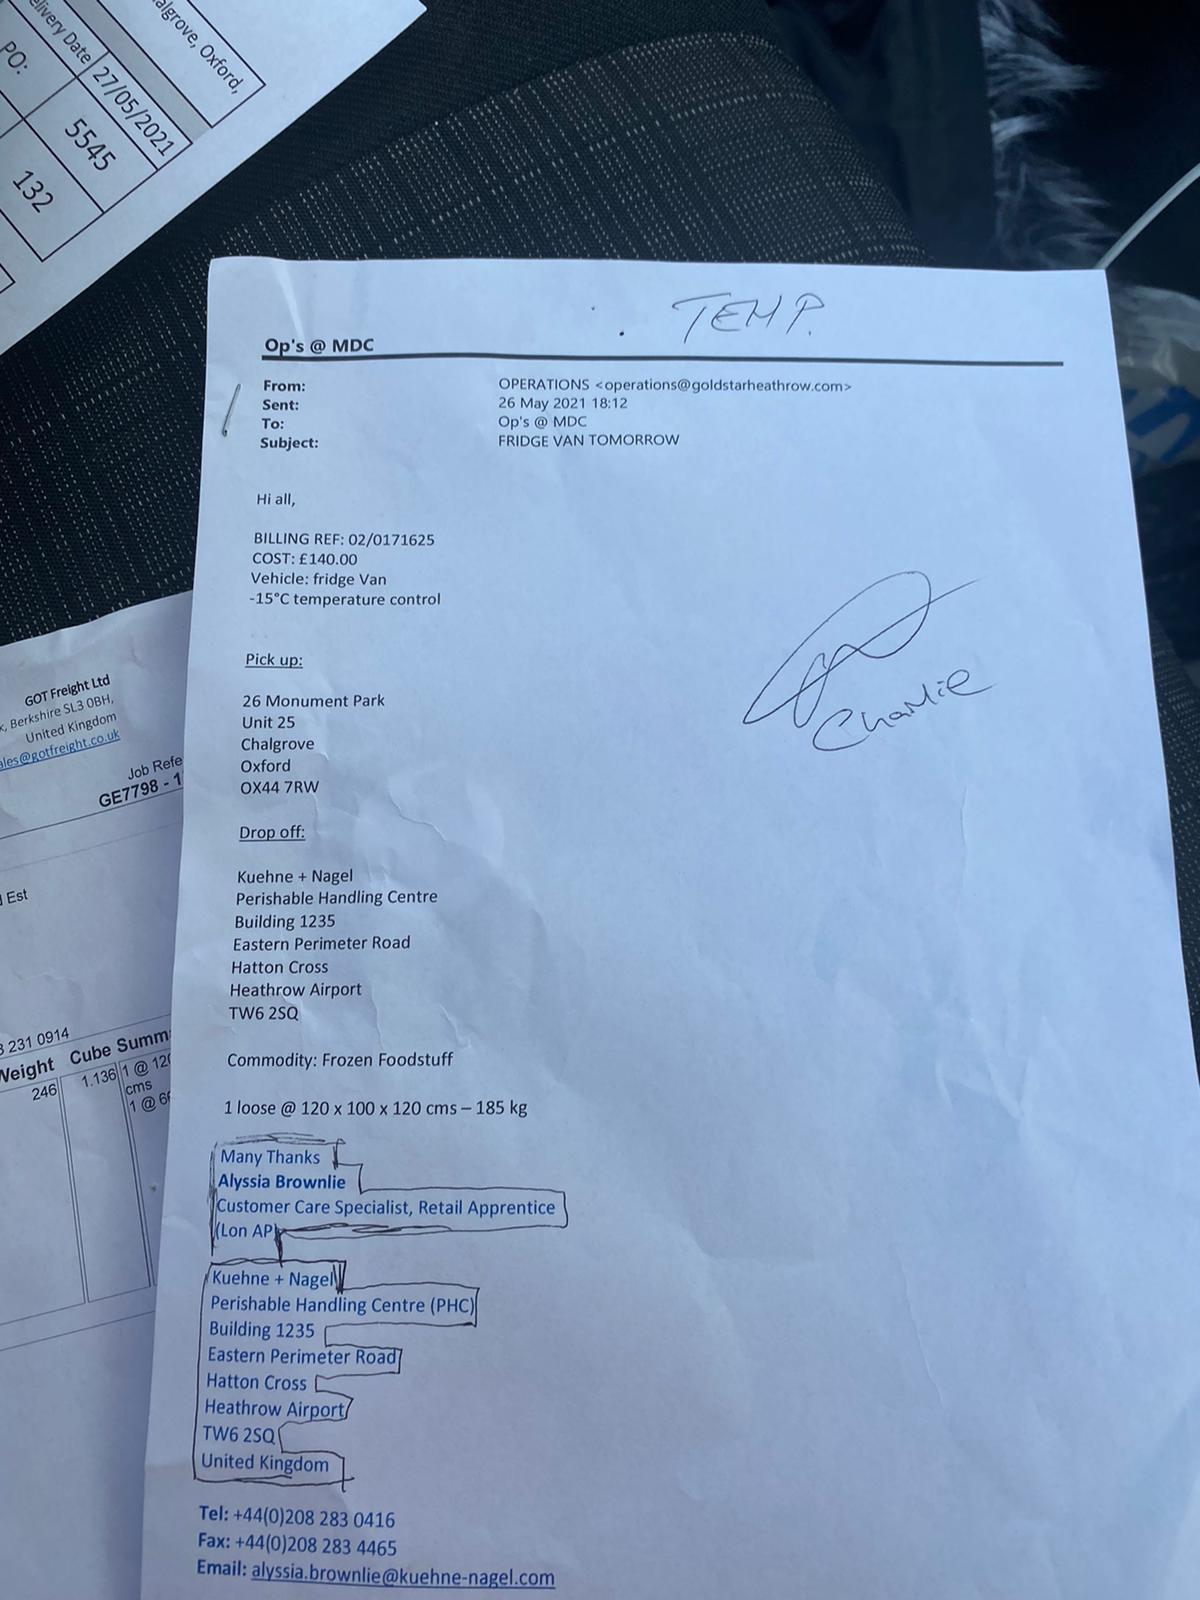 algrove, Oxford,
elivery Date 27/05/2021
PO: 5545
132
TEMP.
Op's @ MDC
From: OPERATIONS <operations@goldstarheathrow.com>
Sent: 26 May 2021 18:12
To: Op's @ MDC
Subject: FRIDGE VAN TOMORROW
Hi all,
BILLING REF: 02/0171625
COST: £140.00
Vehicle: fridge Van
-15°C temperature control
Charlie
Pick up:
26 Monument Park
Unit 25
Chalgrove
Oxford
OX44 7RW
Drop off:
Kuehne + Nagel
Perishable Handling Centre
Building 1235
Eastern Perimeter Road
Hatton Cross
Heathrow Airport
TW6 2SQ
Commodity: Frozen Foodstuff
1 loose @ 120 x 100 x 120 cms – 185 kg
Many Thanks
Alyssia Brownlie
Customer Care Specialist, Retail Apprentice
(Lon AP)
Kuehne + Nagel
Perishable Handling Centre (PHC)
Building 1235
Eastern Perimeter Road
Hatton Cross
Heathrow Airport
TW6 2SQ
United Kingdom
Tel: +44(0)208 283 0416
Fax: +44(0)208 283 4465
Email: alyssia.brownlie@kuehne-nagel.com
GOT Freight Ltd
Berkshire SL3 0BH,
United Kingdom
ales@gotfreight.co.uk
Job Refe
GE7798 - 1
Est
231 0914
Weight Cube Summ
246 1.136 1 @ 120
cms
1 @ 6